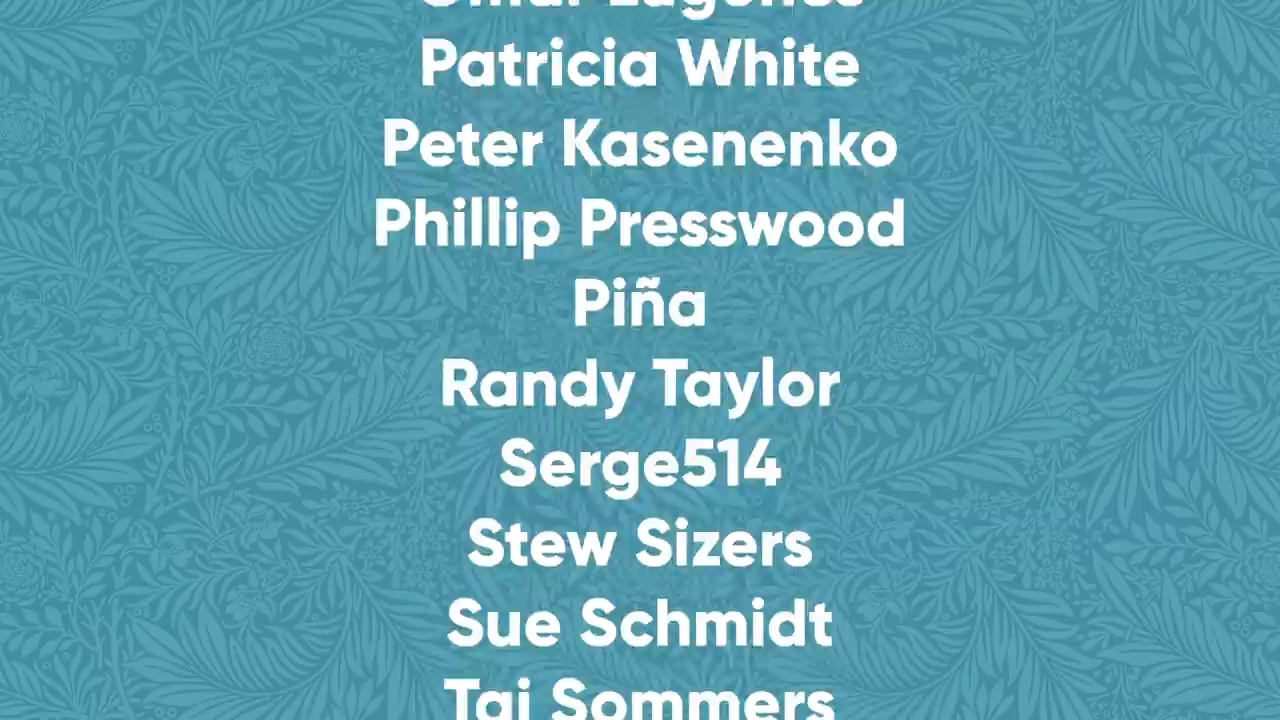 Patricia White
Peter Kasenenko
Phillip Presswood
Piña
Randy Taylor
Serge514
Stew Sizers
Sue Schmidt
Tai Sommers